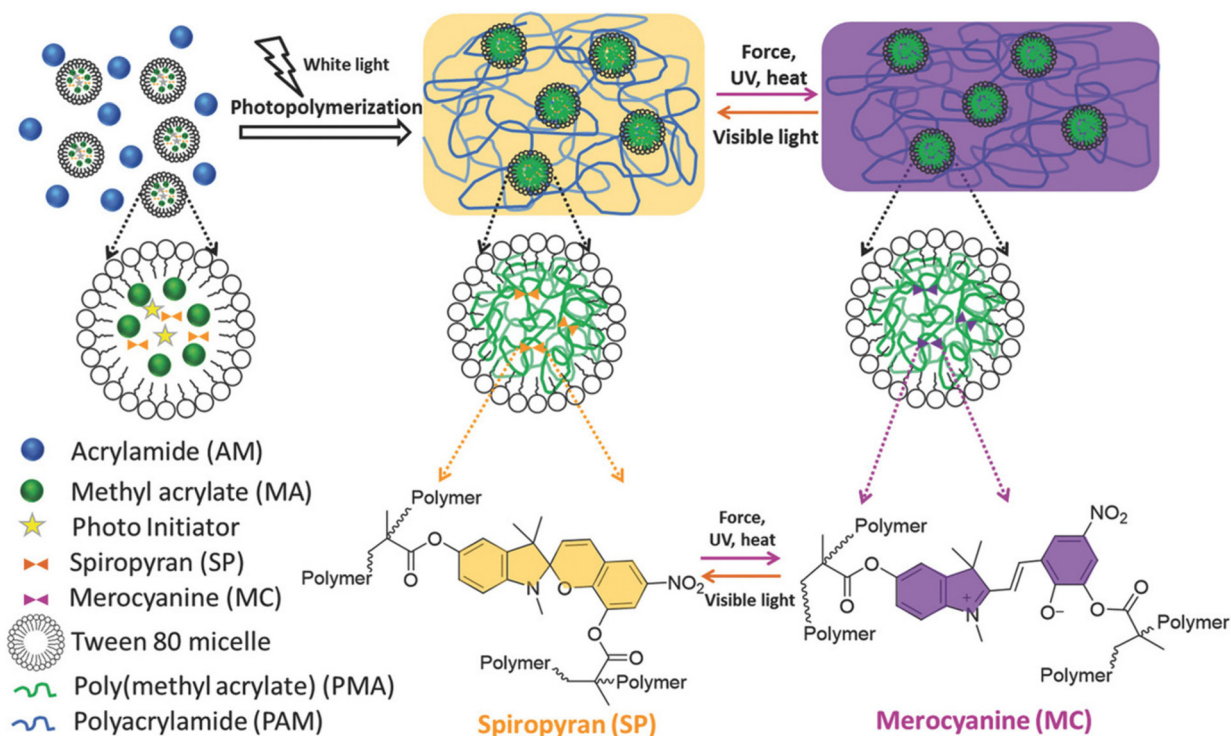 White light
Photopolymerization
Force,
UV, heat
Visible light
Acrylamide (AM)
Methyl acrylate (MA)
Photo Initiator
Spiropyran (SP)
Merocyanine (MC)
Tween 80 micelle
Poly(methyl acrylate) (PMA)
Polyacrylamide (PAM)
Polymer
Polymer
O
O
N
O
NO₂
O
O
Polymer
Polymer
Spiropyran (SP)
Force,
UV, heat
Visible light
Polymer
Polymer
O
O
N
+
NO₂
O⁻
O
O
Polymer
Polymer
Merocyanine (MC)